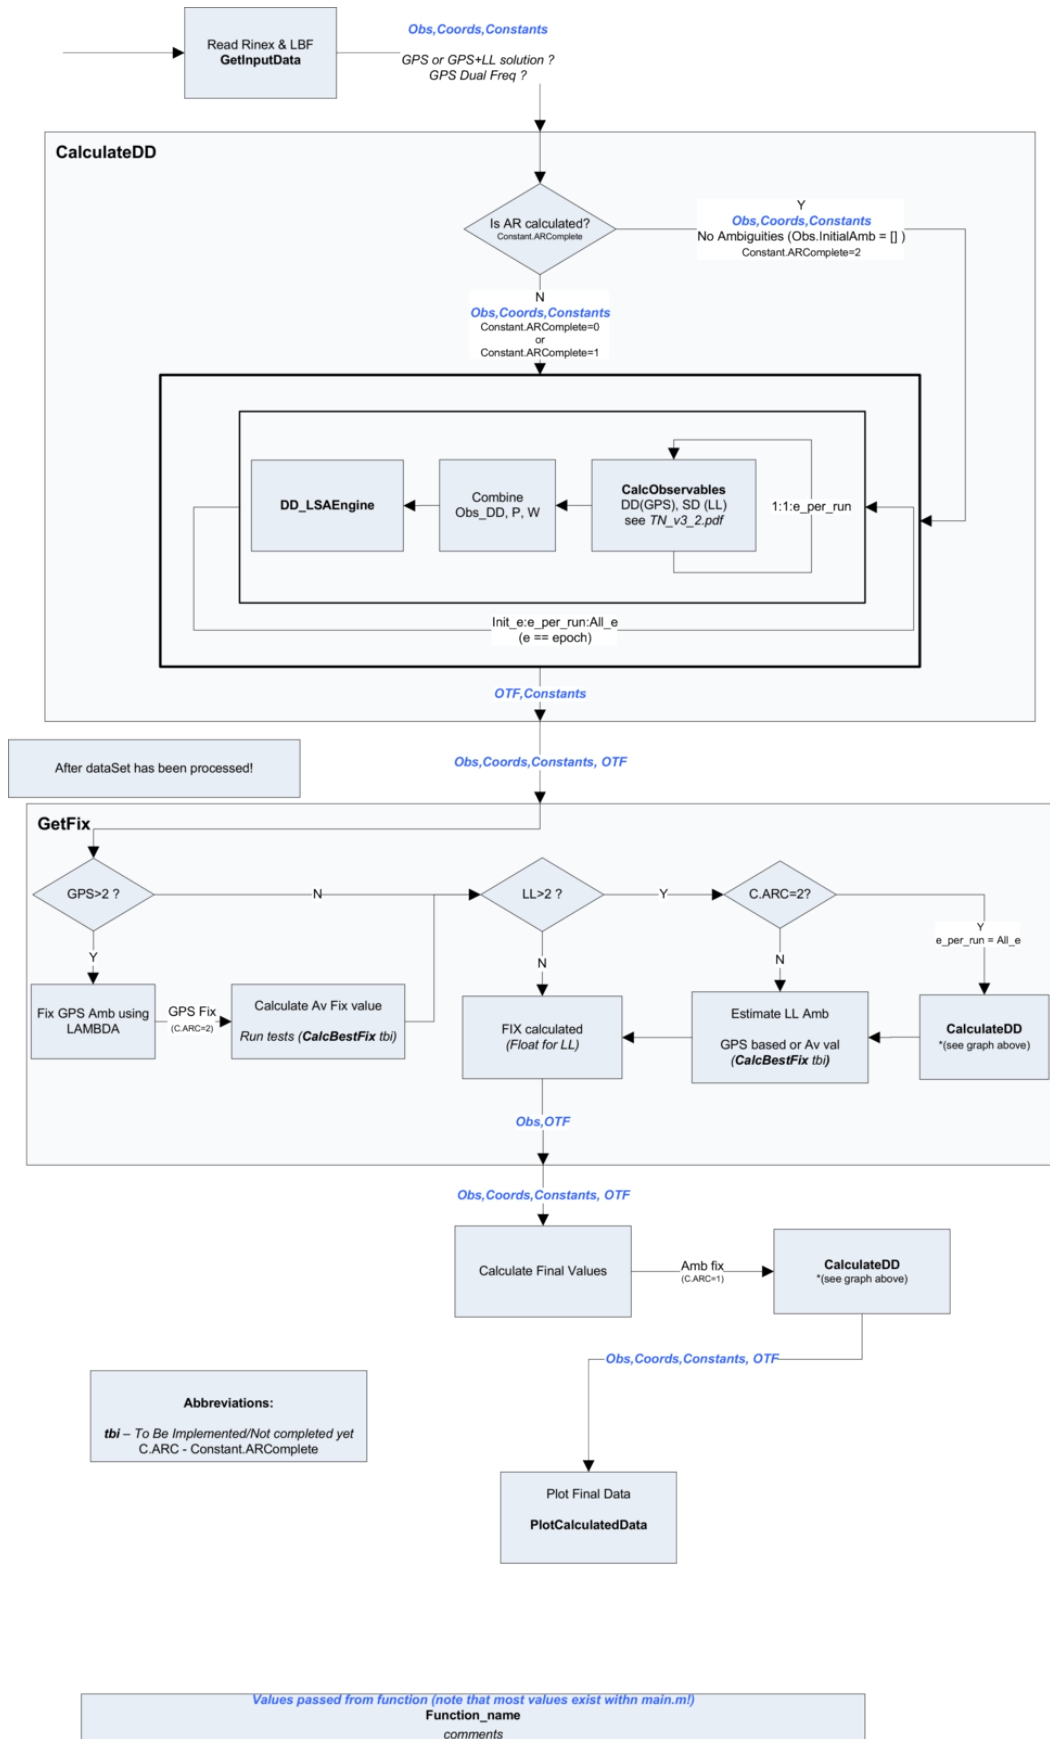 Read Rinex & LBF
GetInputData
Obs,Coords,Constants
GPS or GPS+LL solution ?
GPS Dual Freq ?
CalculateDD
Is AR calculated?
Constant.ARComplete
Y
Obs,Coords,Constants
No Ambiguities (Obs.InitialAmb = [] )
Constant.ARComplete=2
N
Obs,Coords,Constants
Constant.ARComplete=0
or
Constant.ARComplete=1
DD_LSAEngine
Combine
Obs_DD, P, W
CalcObservables
DD(GPS), SD (LL)
see TN_v3_2.pdf
1:1:e_per_run
Init_e:e_per_run:All_e
(e == epoch)
OTF,Constants
After dataSet has been processed!
Obs,Coords,Constants, OTF
GetFix
GPS>2 ?
N
LL>2 ?
Y
C.ARC=2?
Y
e_per_run = All_e
Y
N
N
Fix GPS Amb using
LAMBDA
GPS Fix
(C.ARC=2)
Calculate Av Fix value
Run tests (CalcBestFix tbi)
FIX calculated
(Float for LL)
Estimate LL Amb
GPS based or Av val
(CalcBestFix tbi)
CalculateDD
*(see graph above)
Obs,OTF
Obs,Coords,Constants, OTF
Calculate Final Values
Amb fix
(C.ARC=1)
CalculateDD
*(see graph above)
Obs,Coords,Constants, OTF
Abbreviations:
tbi – To Be Implemented/Not completed yet
C.ARC - Constant.ARComplete
Plot Final Data
PlotCalculatedData
Values passed from function (note that most values exist withn main.m!)
Function_name
comments